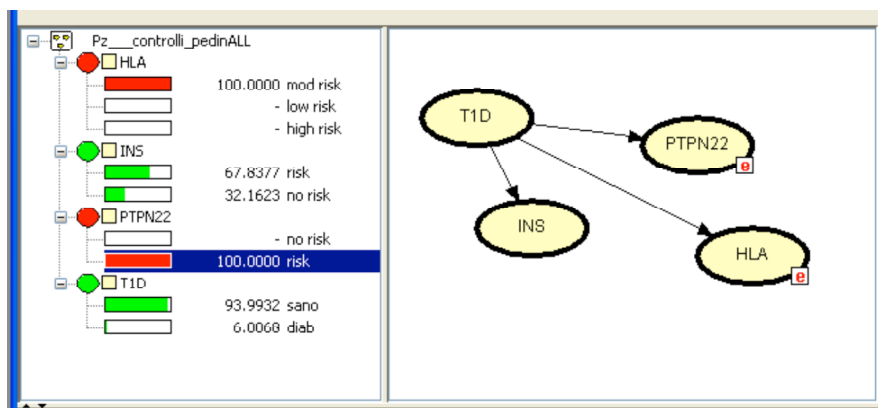 Pz___controlli_pedinALL
HLA
100.0000 mod risk
- low risk
- high risk
INS
67.8377 risk
32.1623 no risk
PTPN22
- no risk
100.0000 risk
T1D
93.9932 sano
6.0068 diab
T1D
PTPN22
e
INS
HLA
e